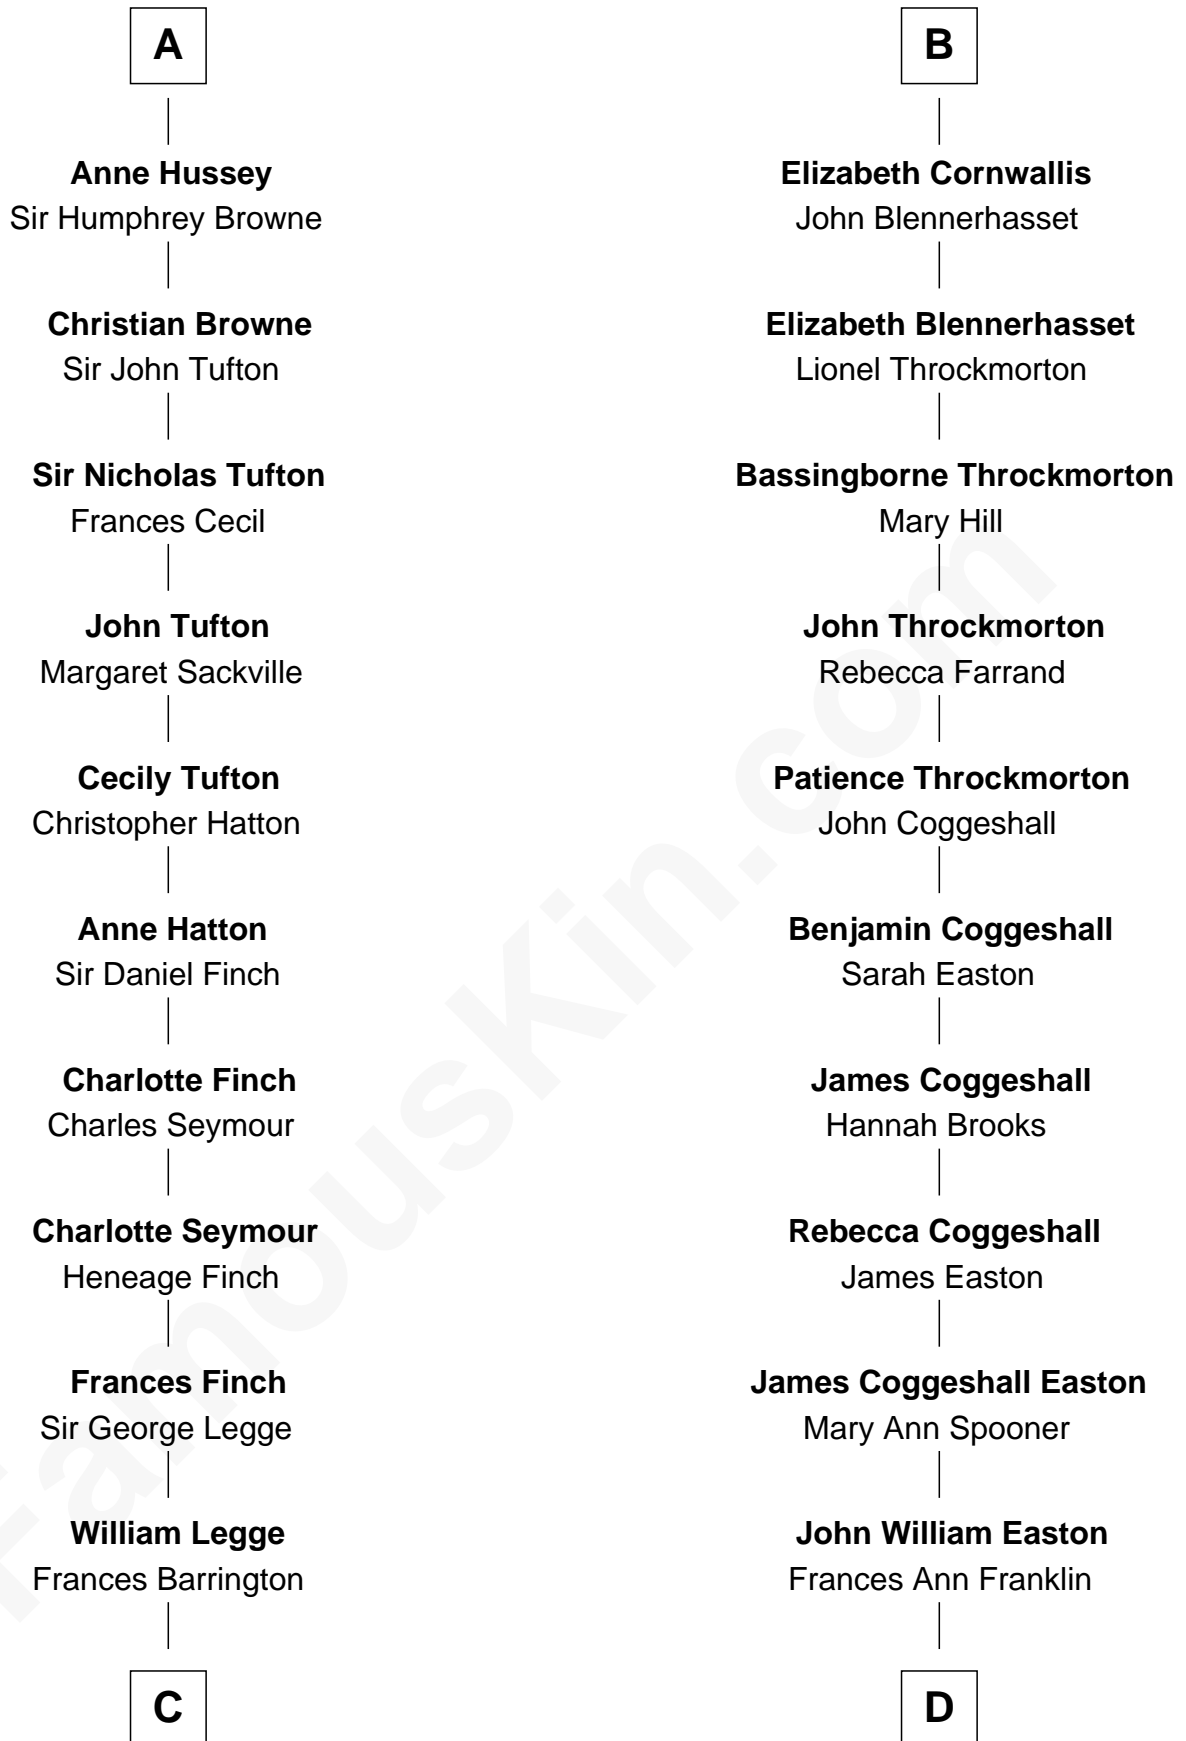 A
Anne Hussey
Sir Humphrey Browne
Christian Browne
Sir John Tufton
Sir Nicholas Tufton
Frances Cecil
John Tufton
Margaret Sackville
Cecily Tufton
Christopher Hatton
Anne Hatton
Sir Daniel Finch
Charlotte Finch
Charles Seymour
Charlotte Seymour
Heneage Finch
Frances Finch
Sir George Legge
William Legge
Frances Barrington
C
B
Elizabeth Cornwallis
John Blennerhasset
Elizabeth Blennerhasset
Lionel Throckmorton
Bassingborne Throckmorton
Mary Hill
John Throckmorton
Rebecca Farrand
Patience Throckmorton
John Coggeshall
Benjamin Coggeshall
Sarah Easton
James Coggeshall
Hannah Brooks
Rebecca Coggeshall
James Easton
James Coggeshall Easton
Mary Ann Spooner
John William Easton
Frances Ann Franklin
D
FamousKin.com